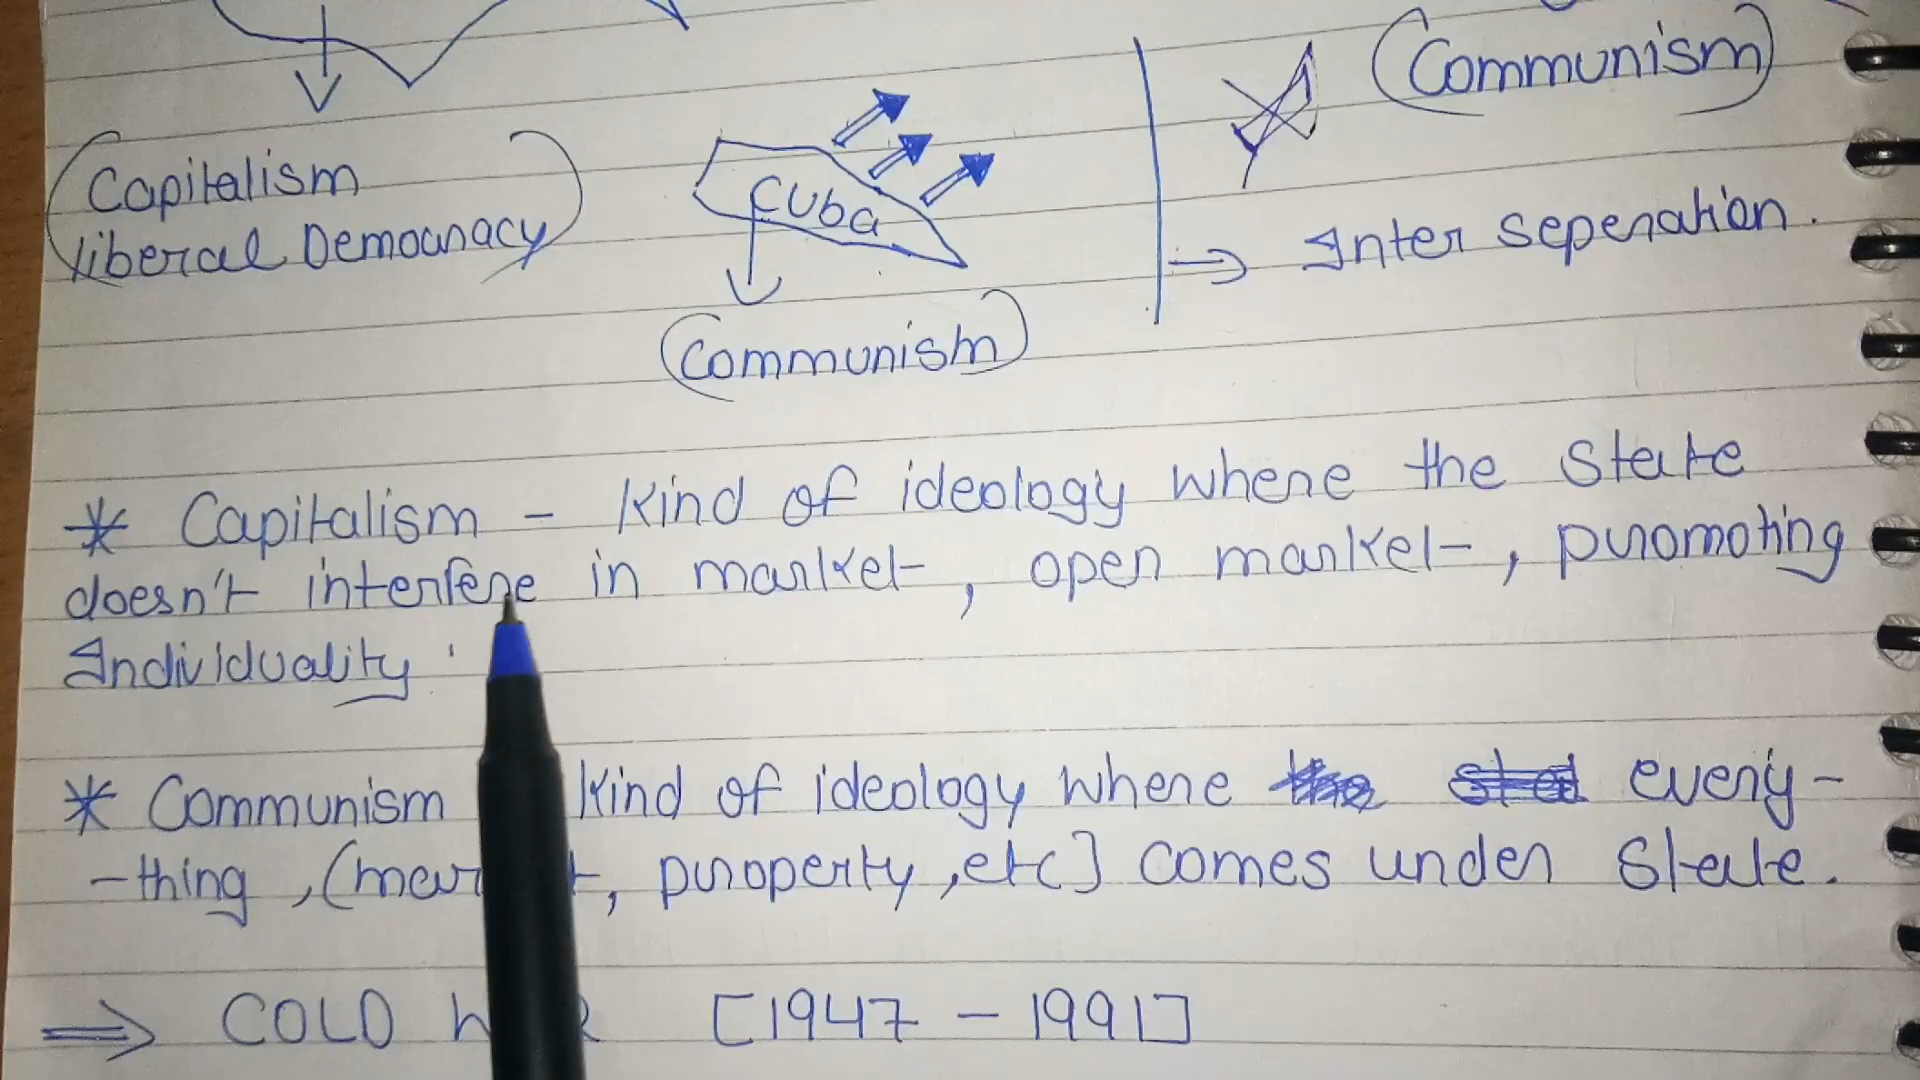 Communism
Capitalism
liberal Democracy
CUBA
Inter seperation.
Communism
* Capitalism - kind of ideology where the State
doesn't interfere in market, open market, promoting
Individuality.
* Communism kind of ideology where every-
-thing, (mar t, property, etc] comes under State.
⇒ COLD W R [1947 - 1991]